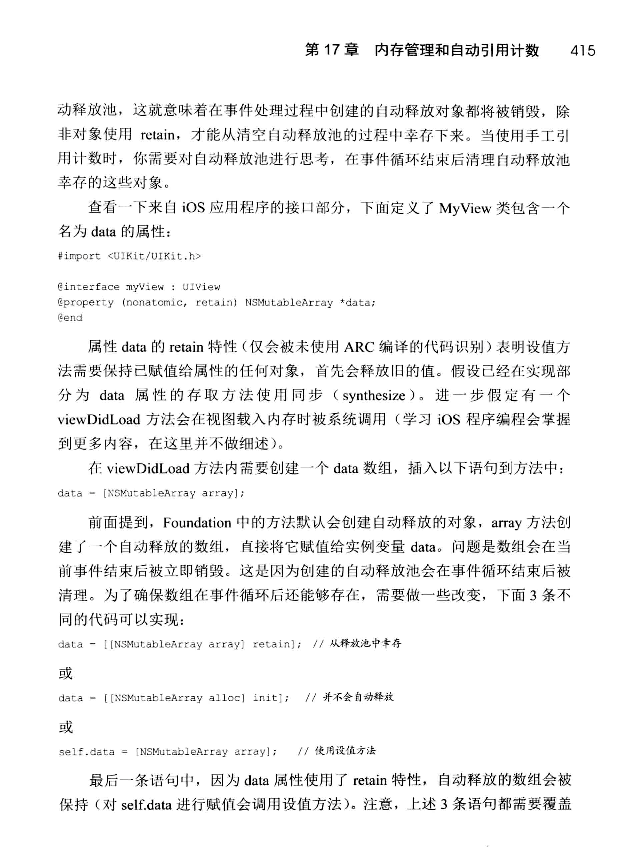 第 17 章 内存管理和自动引用计数 415
动释放池，这就意味着在事件处理过程中创建的自动释放对象都将被销毁，除
非对象使用 retain，才能从清空自动释放池的过程中幸存下来。当使用手工引
用计数时，你需要对自动释放池进行思考，在事件循环结束后清理自动释放池
幸存的这些对象。
查看一下来自 iOS 应用程序的接口部分，下面定义了 MyView 类包含一个
名为 data 的属性：
#import <UIKit/UIKit.h>
@interface myView : UIView
@property (nonatomic, retain) NSMutableArray *data;
@end
属性 data 的 retain 特性（仅会被未使用 ARC 编译的代码识别）表明设值方
法需要保持已赋值给属性的任何对象，首先会释放旧的值。假设已经在实现部
分为 data 属性的存取方法使用同步（synthesize）。进一步假定有一个
viewDidLoad 方法会在视图载入内存时被系统调用（学习 iOS 程序编程会掌握
到更多内容，在这里并不做细述）。
在 viewDidLoad 方法内需要创建一个 data 数组，插入以下语句到方法中：
data = [NSMutableArray array];
前面提到，Foundation 中的方法默认会创建自动释放的对象，array 方法创
建了一个自动释放的数组，直接将它赋值给实例变量 data。问题是数组会在当
前事件结束后被立即销毁。这是因为创建的自动释放池会在事件循环结束后被
清理。为了确保数组在事件循环后还能够存在，需要做一些改变，下面 3 条不
同的代码可以实现：
data = [[NSMutableArray array] retain]; // 从释放池中幸存
或
data = [[NSMutableArray alloc] init]; // 并不会自动释放
或
self.data = [NSMutableArray array]; // 使用设值方法
最后一条语句中，因为 data 属性使用了 retain 特性，自动释放的数组会被
保持（对 self.data 进行赋值会调用设值方法）。注意，上述 3 条语句都需要覆盖